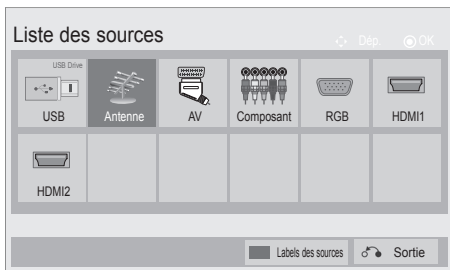 Liste des sources
Dép. OK
USB Drive
USB
Antenne
AV
Composant
RGB
HDMI1
HDMI2
Labels des sources
Sortie